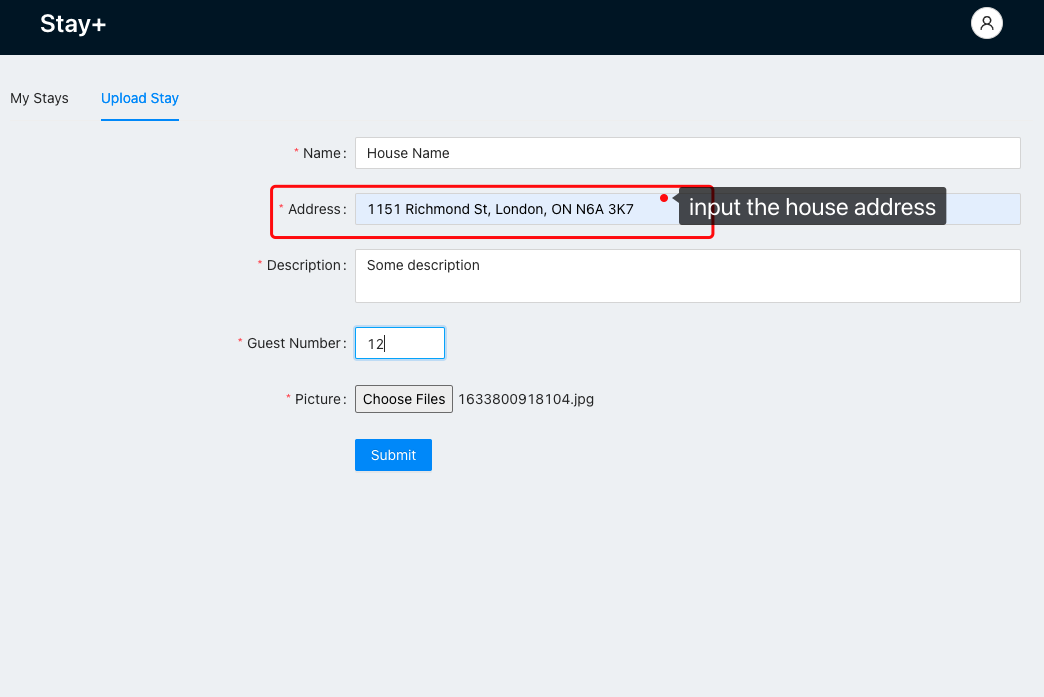 Stay+
My Stays Upload Stay
* Name: House Name
* Address: 1151 Richmond St, London, ON N6A 3K7 input the house address
* Description: Some description
* Guest Number: 12
* Picture: Choose Files 1633800918104.jpg
Submit